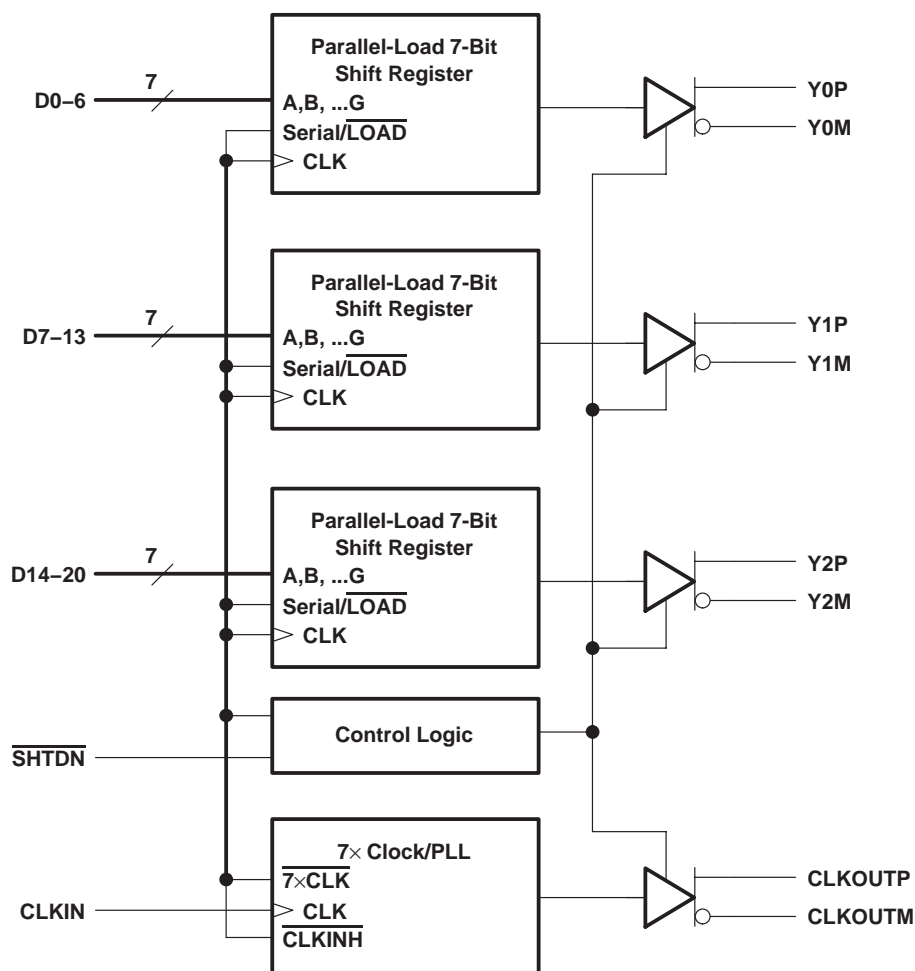 Parallel-Load 7-Bit
Shift Register
7
D0–6
A,B, ...G
Serial/LOAD
CLK
Y0P
Y0M
Parallel-Load 7-Bit
Shift Register
7
D7–13
A,B, ...G
Serial/LOAD
CLK
Y1P
Y1M
Parallel-Load 7-Bit
Shift Register
7
D14–20
A,B, ...G
Serial/LOAD
CLK
Y2P
Y2M
Control Logic
SHTDN
7× Clock/PLL
7×CLK
CLKIN
CLK
CLKINH
CLKOUTP
CLKOUTM